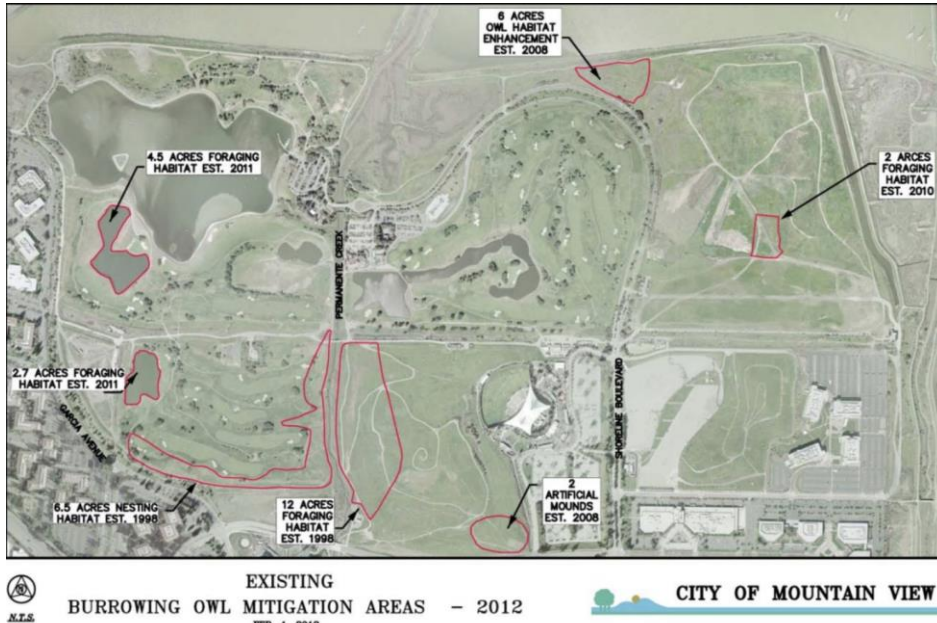 6 ACRES
OWL HABITAT
ENHANCEMENT
EST. 2008
4.5 ACRES FORAGING
HABITAT EST. 2011
2 ARCES
FORAGING
HABITAT
EST. 2010
PERMANENTE CREEK
2.7 ACRES FORAGING
HABITAT EST. 2011
GARCIA AVENUE
SHORELINE BOULEVARD
6.5 ACRES NESTING
HABITAT EST. 1998
12 ACRES
FORAGING
HABITAT
EST. 1998
2
ARTIFICIAL
MOUNDS
EST. 2008
N.T.S.
EXISTING
BURROWING OWL MITIGATION AREAS - 2012
CITY OF MOUNTAIN VIEW